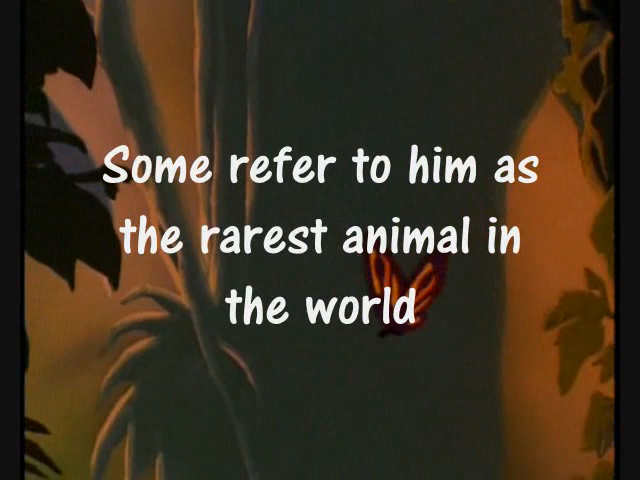 Some refer to him as
the rarest animal in
the world